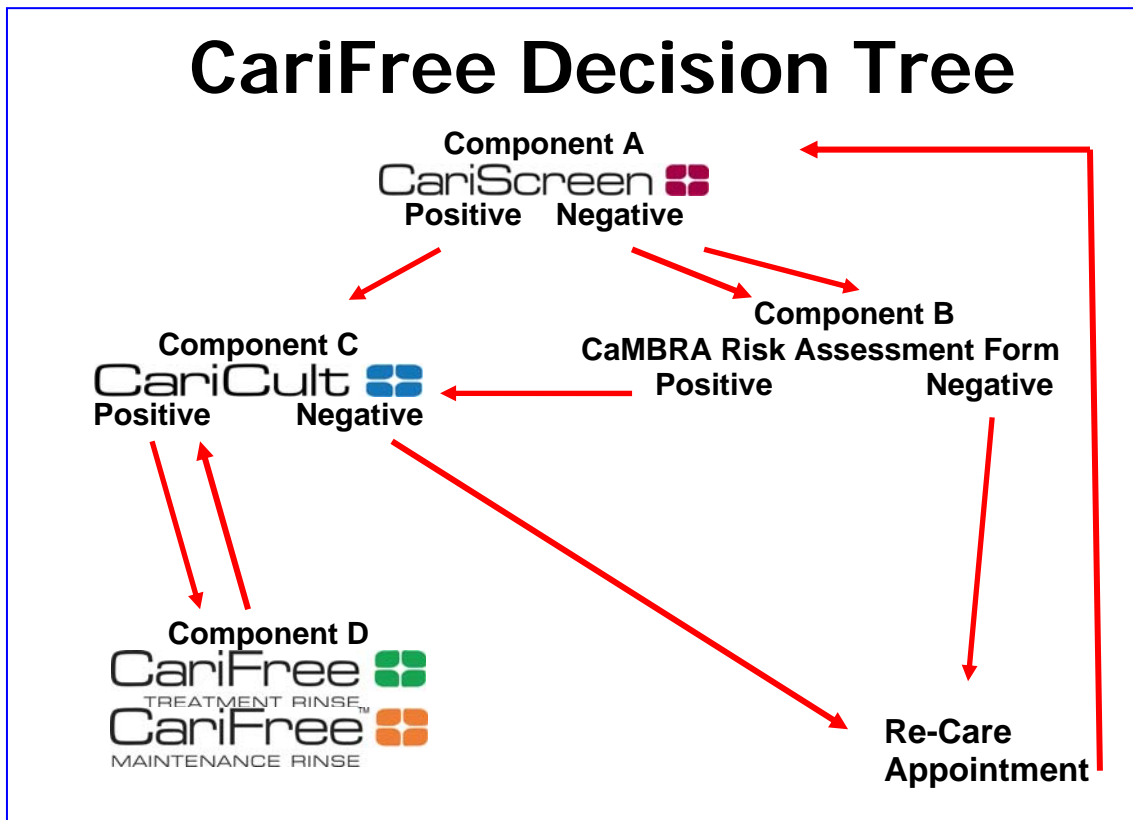 CariFree Decision Tree
Component A
CariScreen
Positive Negative
Component B
CaMBRA Risk Assessment Form
Positive Negative
Component C
CariCult
Positive Negative
Component D
CariFree
TREATMENT RINSE
CariFree™
MAINTENANCE RINSE
Re-Care
Appointment